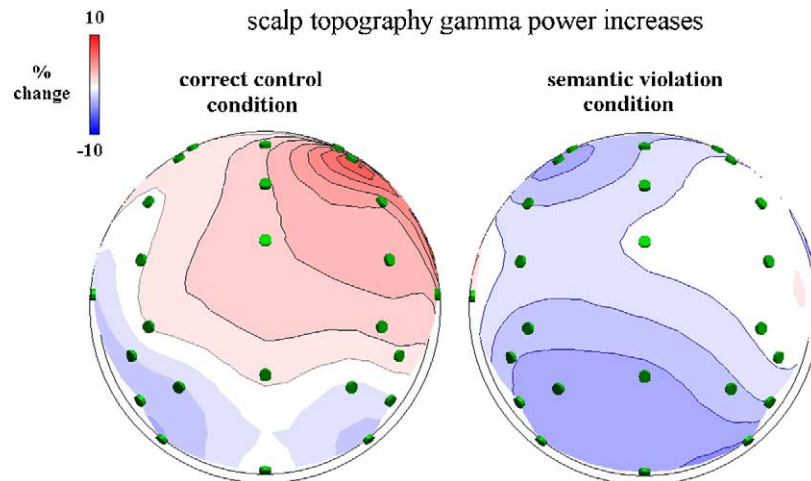 scalp topography gamma power increases
10
%
change
-10
correct control
condition
semantic violation
condition